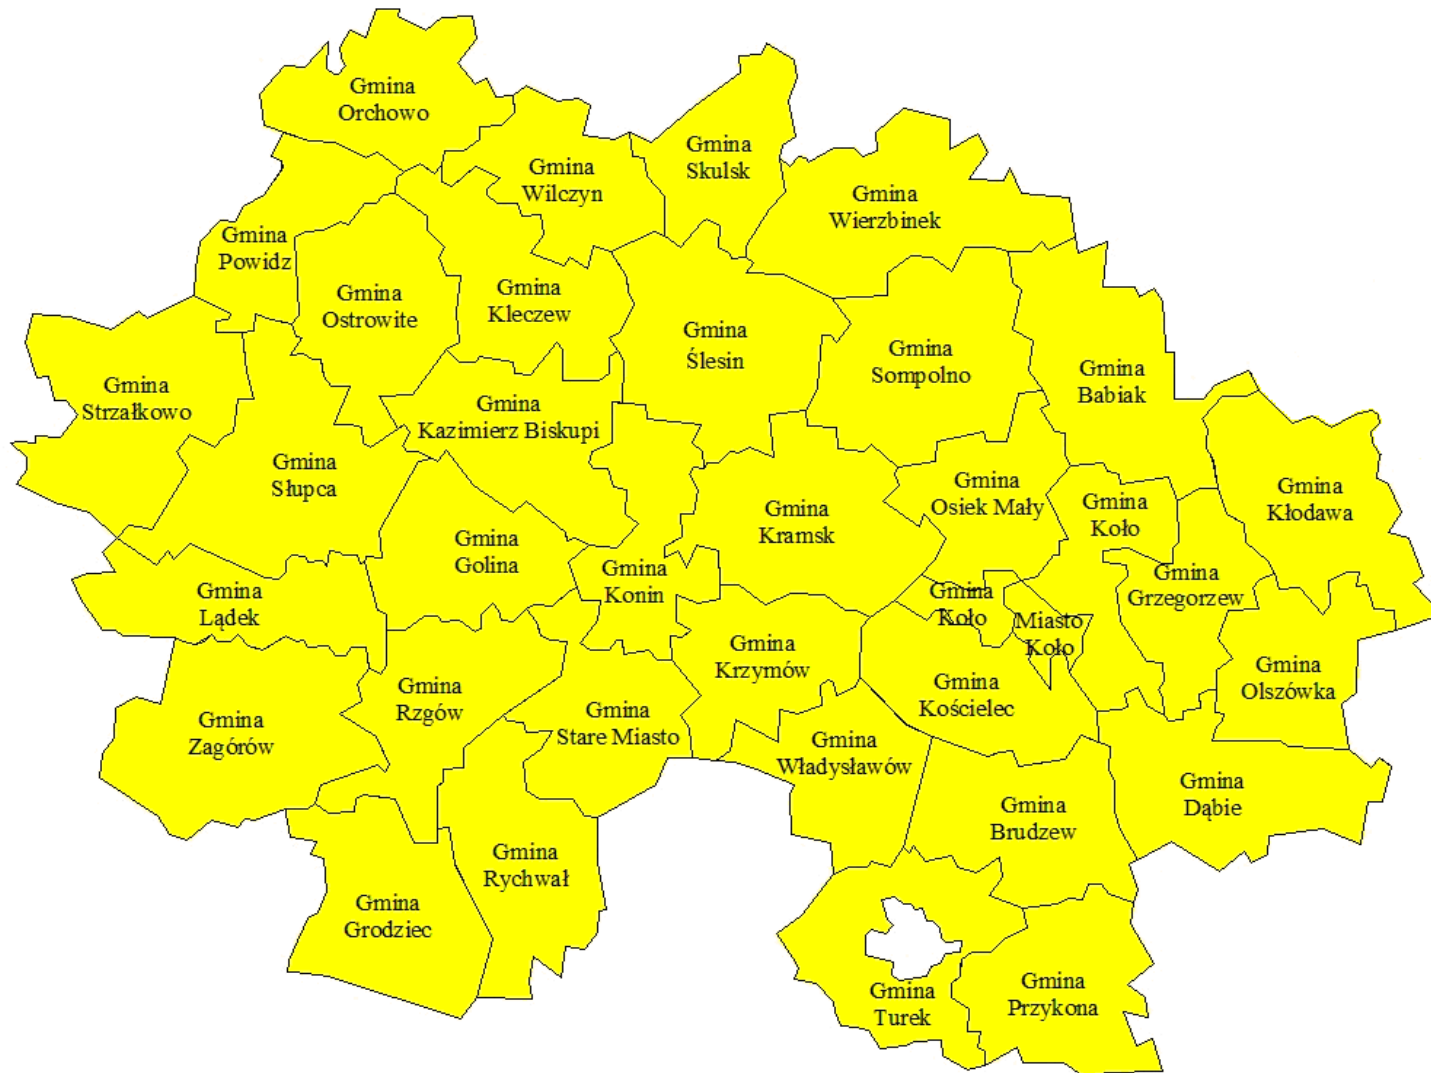 Gmina
Orchowo
Gmina
Skulsk
Gmina
Wilczyn
Gmina
Wierzbinek
Gmina
Powidz
Gmina
Ostrowite
Gmina
Kleczew
Gmina
Ślesin
Gmina
Sompolno
Gmina
Babiak
Gmina
Strzałkowo
Gmina
Kazimierz Biskupi
Gmina
Słupca
Gmina
Osiek Mały
Gmina
Koło
Gmina
Kłodawa
Gmina
Kramsk
Gmina
Golina
Gmina
Konin
Gmina
Grzegorzew
Gmina
Lądek
Gmina
Koło
Miasto
Koło
Gmina
Krzymów
Gmina
Olszówka
Gmina
Rzgów
Gmina
Kościelec
Gmina
Zagórów
Gmina
Stare Miasto
Gmina
Władysławów
Gmina
Dąbie
Gmina
Brudzew
Gmina
Rychwał
Gmina
Grodziec
Gmina
Turek
Gmina
Przykona